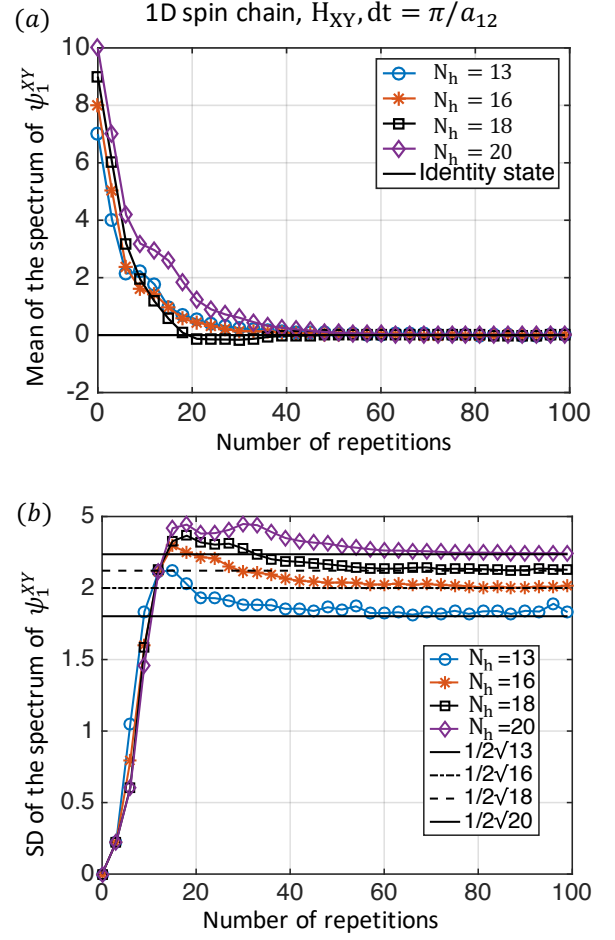 (a) 1D spin chain, H_XY, dt = π/a_12
Mean of the spectrum of ψ_1^XY
10
8
6
4
2
0
-2
0 20 40 60 80 100
Number of repetitions
N_h = 13
N_h = 16
N_h = 18
N_h = 20
Identity state
(b)
SD of the spectrum of ψ_1^XY
5
2
1.5
1
0.5
0
0 20 40 60 80 100
Number of repetitions
N_h =13
N_h =16
N_h =18
N_h =20
1/2√13
1/2√16
1/2√18
1/2√20